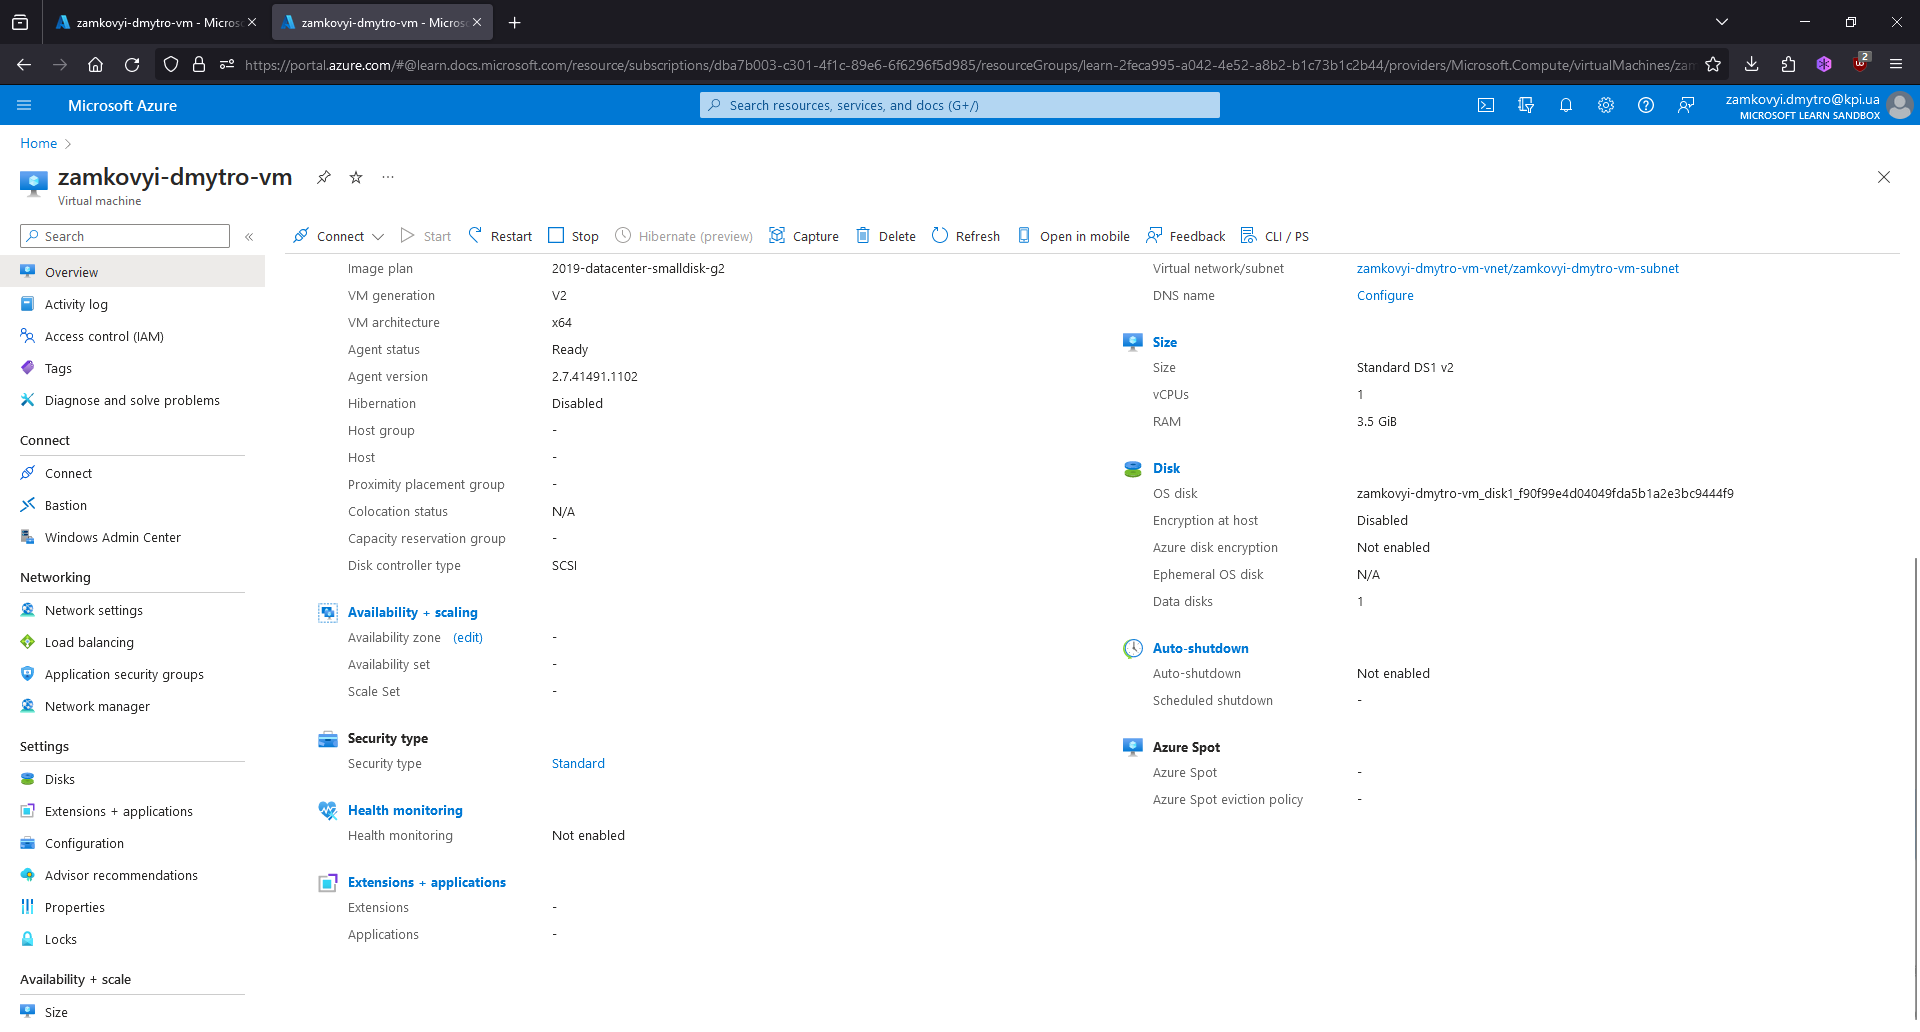 zamkovyi-dmytro-vm - Micros
zamkovyi-dmytro-vm - Micros
https://portal.azure.com/#@learn.docs.microsoft.com/resource/subscriptions/dba7b003-c301-4f1c-89e6-6f6296f5d985/resourceGroups/learn-2feca995-a042-4e52-a8b2-b1c73b1c2b44/providers/Microsoft.Compute/virtualMachines/zam
2
Microsoft Azure
Search resources, services, and docs (G+/)
zamkovyi.dmytro@kpi.ua
MICROSOFT LEARN SANDBOX
Home
zamkovyi-dmytro-vm
Virtual machine
Search
Connect
Start
Restart
Stop
Hibernate (preview)
Capture
Delete
Refresh
Open in mobile
Feedback
CLI / PS
Overview
Activity log
Access control (IAM)
Tags
Diagnose and solve problems
Connect
Connect
Bastion
Windows Admin Center
Networking
Network settings
Load balancing
Application security groups
Network manager
Settings
Disks
Extensions + applications
Configuration
Advisor recommendations
Properties
Locks
Availability + scale
Size
Image plan 2019-datacenter-smalldisk-g2
VM generation V2
VM architecture x64
Agent status Ready
Agent version 2.7.41491.1102
Hibernation Disabled
Host group -
Host -
Proximity placement group -
Colocation status N/A
Capacity reservation group -
Disk controller type SCSI
Availability + scaling
Availability zone (edit) -
Availability set -
Scale Set -
Security type
Security type Standard
Health monitoring
Health monitoring Not enabled
Extensions + applications
Extensions -
Applications -
Virtual network/subnet zamkovyi-dmytro-vm-vnet/zamkovyi-dmytro-vm-subnet
DNS name Configure
Size
Size Standard DS1 v2
vCPUs 1
RAM 3.5 GiB
Disk
OS disk zamkovyi-dmytro-vm_disk1_f90f99e4d04049fda5b1a2e3bc9444f9
Encryption at host Disabled
Azure disk encryption Not enabled
Ephemeral OS disk N/A
Data disks 1
Auto-shutdown
Auto-shutdown Not enabled
Scheduled shutdown -
Azure Spot
Azure Spot -
Azure Spot eviction policy -